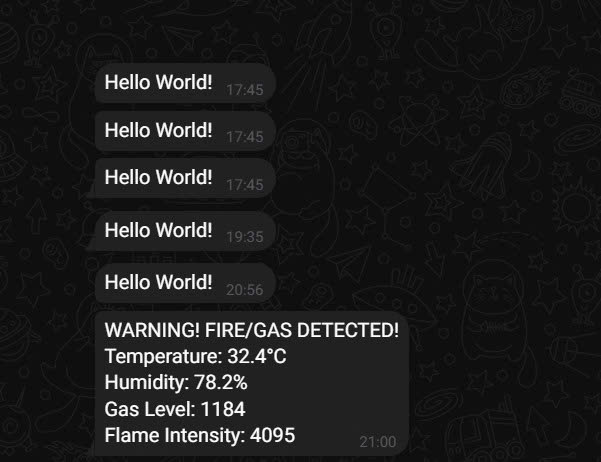 Hello World! 17:45
Hello World! 17:45
Hello World! 17:45
Hello World! 19:35
Hello World! 20:56
WARNING! FIRE/GAS DETECTED!
Temperature: 32.4°C
Humidity: 78.2%
Gas Level: 1184
Flame Intensity: 4095 21:00